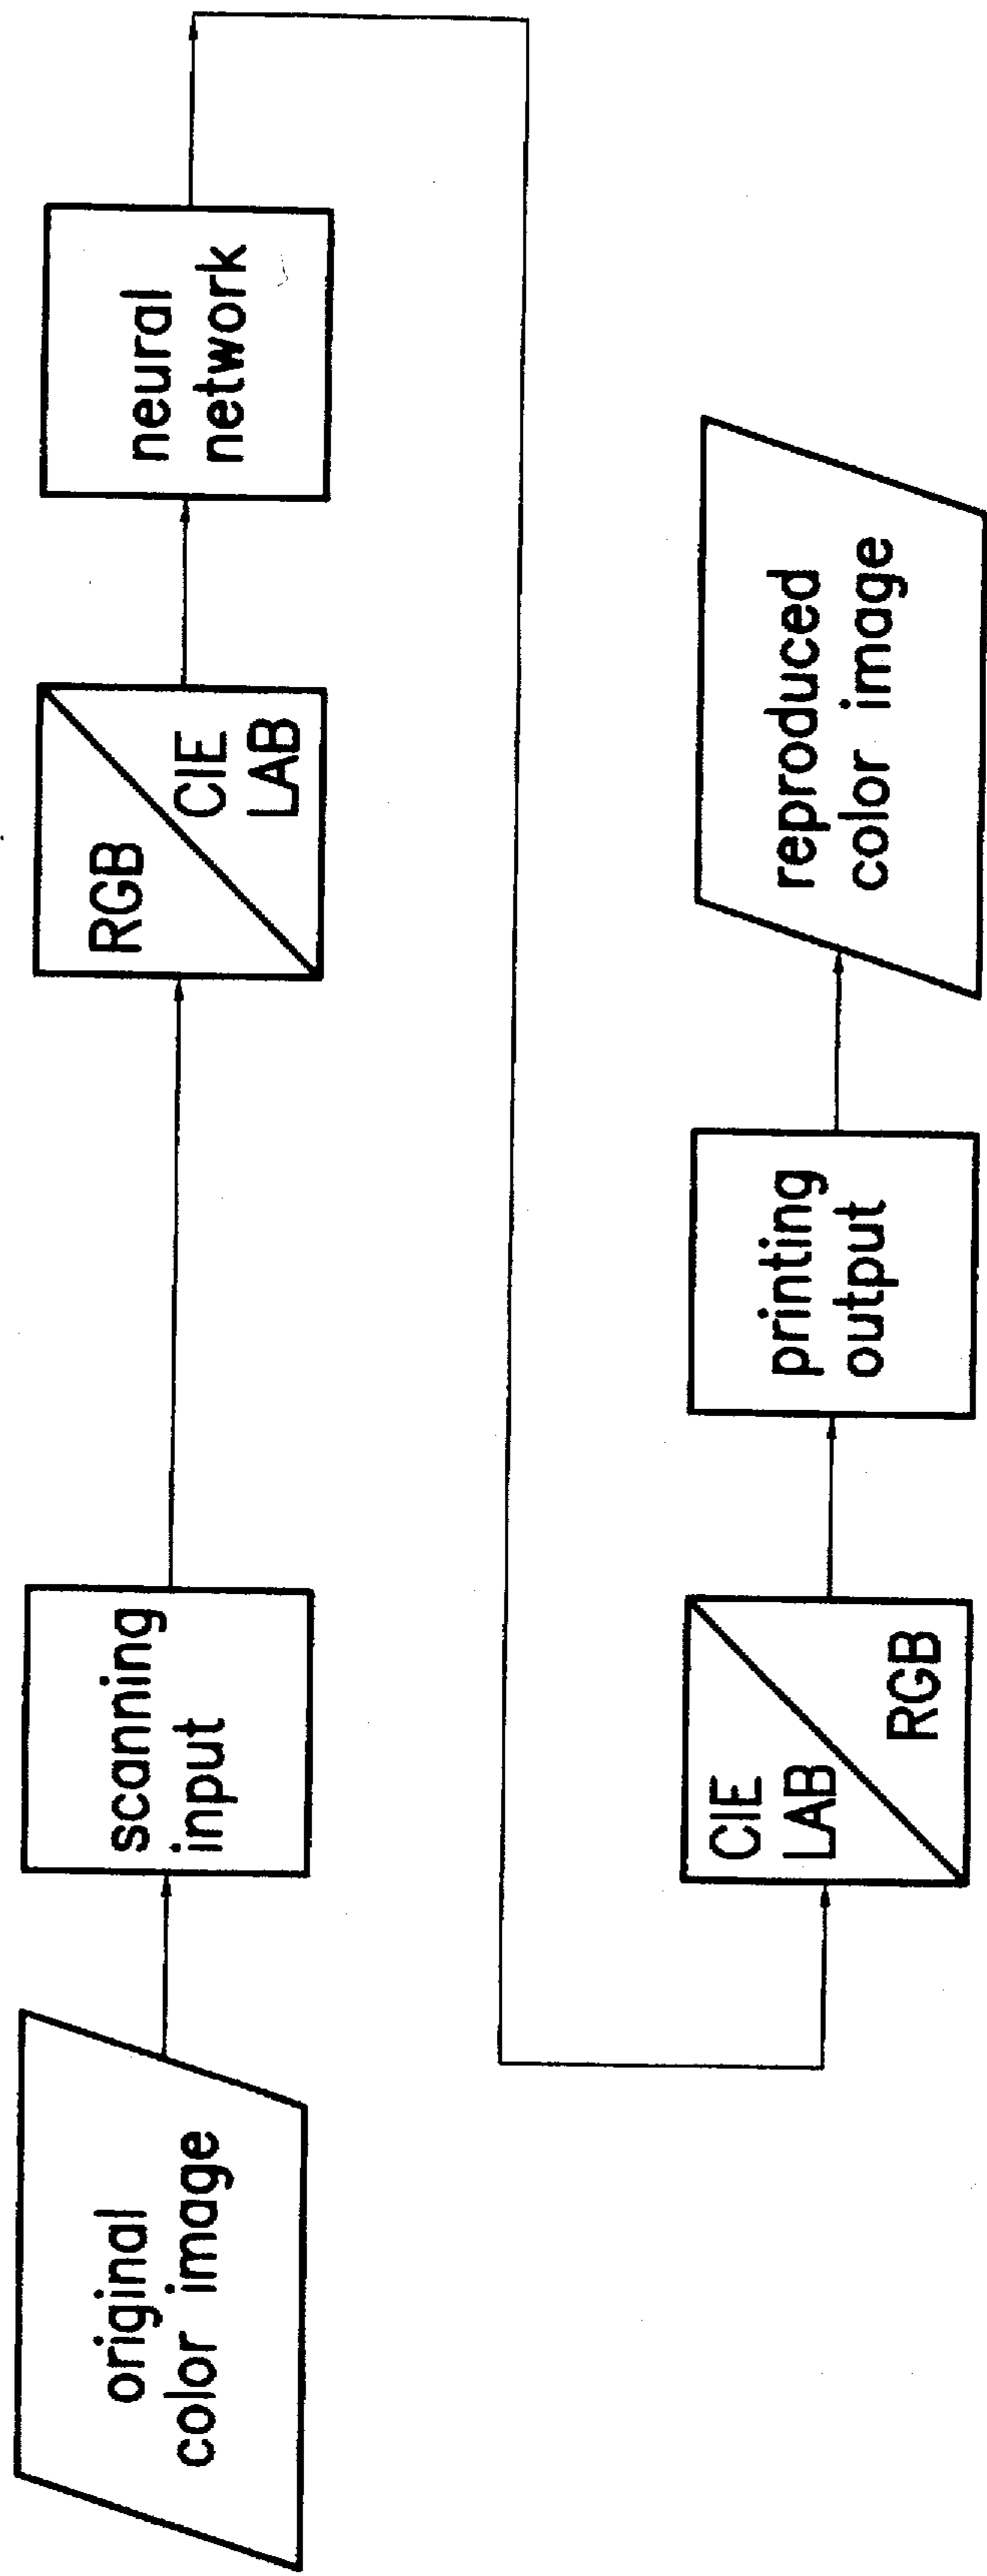 original
color image
scanning
input
RGB
CIE
LAB
neural
network
CIE
LAB
RGB
printing
output
reproduced
color image